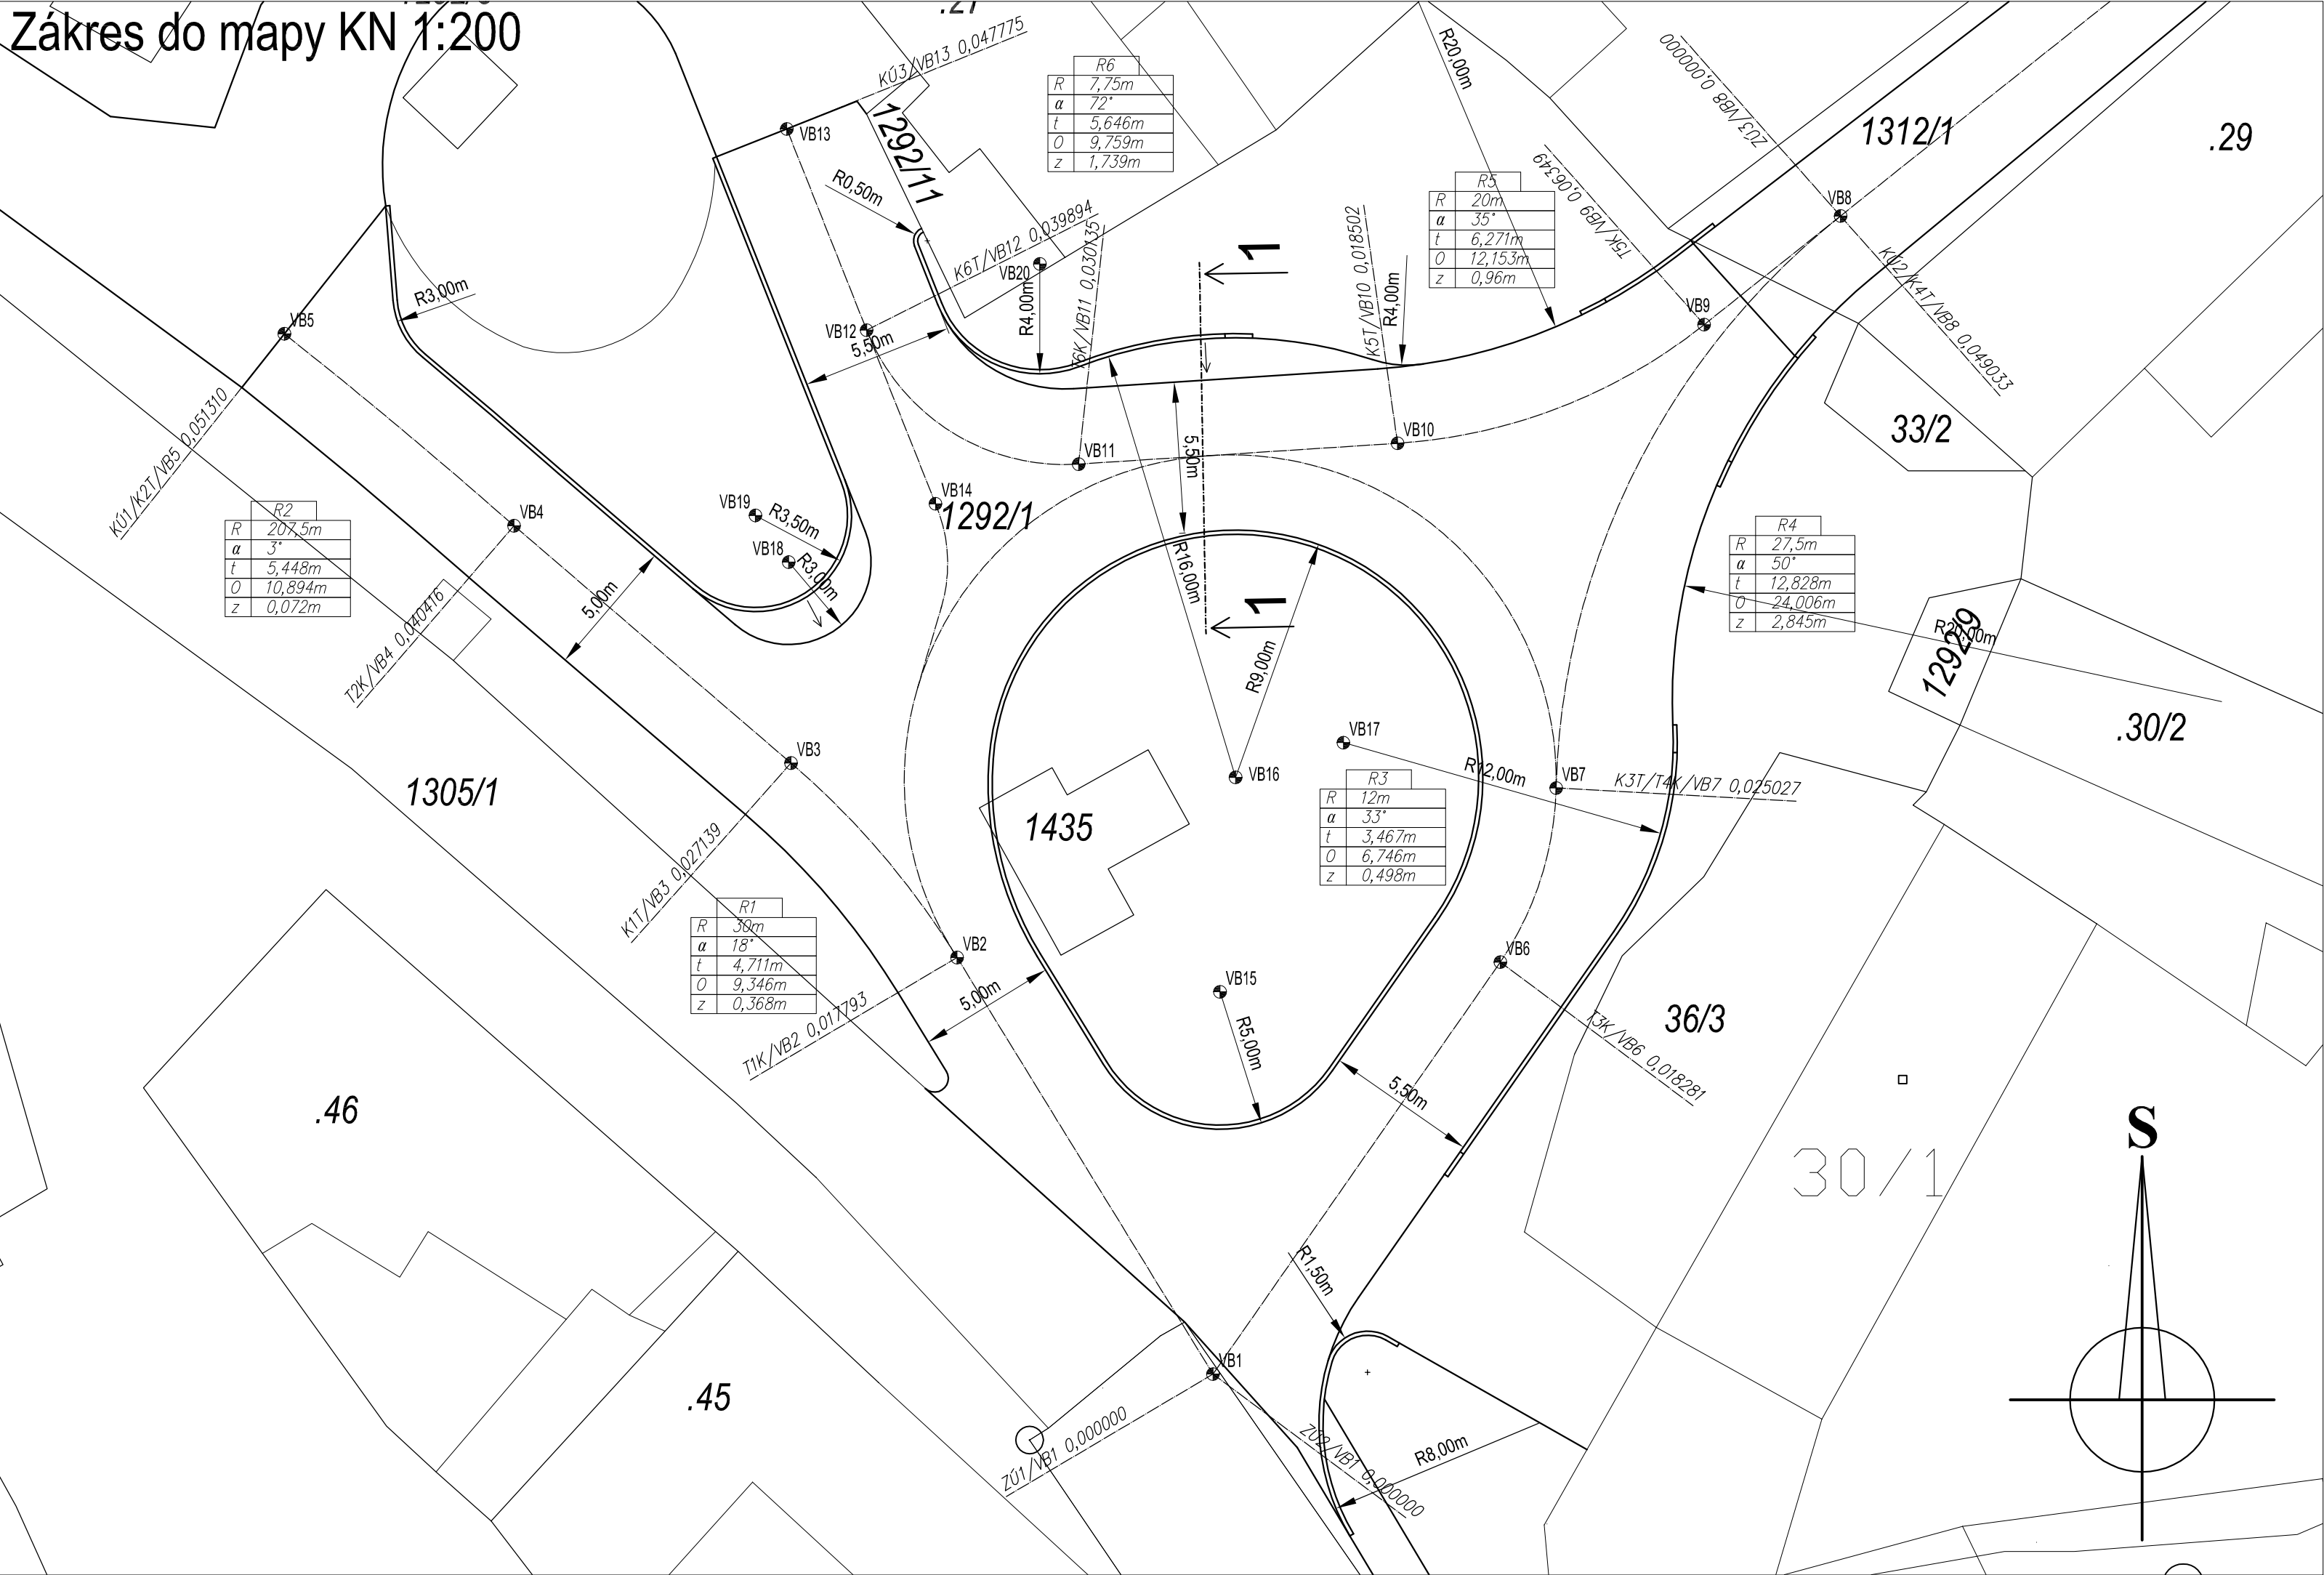 Zákres do mapy KN 1:200
.27
KÚ3/VB13 0,047775
VB13
1292/11
R0,50m
R6
R 7,75m
α 72°
t 5,646m
O 9,759m
z 1,739m
R20,00m
ZÚ3/VB8 0,000000
1312/1
.29
T5K/VB9 0,06349
R5
R 20m
α 35°
t 6,271m
O 12,153m
z 0,96m
VB8
KÚ2/K4T/VB8 0,049033
K6T/VB12 0,039894
VB20
R4,00m
T6K/VB11 0,030135
1
K5T/VB10 0,018502
R4,00m
VB9
R3,00m
VB5
VB12
5,50m
KÚ1/K2T/VB5 0,051310
33/2
VB10
VB11
5,50m
VB14
1292/1
VB19
R3,50m
VB18
R3,00m
VB4
R2
R 207,5m
α 3°
t 5,448m
O 10,894m
z 0,072m
T2K/VB4 0,040416
5,00m
R16,00m
1
R9,00m
R4
R 27,5m
α 50°
t 12,828m
O 24,006m
z 2,845m
1292/9
.30/2
VB17
VB3
VB16
R12,00m
VB7
K3T/T4K/VB7 0,025027
1305/1
1435
R3
R 12m
α 33°
t 3,467m
O 6,746m
z 0,498m
K1T/VB3 0,027139
R1
R 30m
α 18°
t 4,711m
O 9,346m
z 0,368m
VB2
VB6
T1K/VB2 0,017793
5,00m
VB15
R5,00m
36/3
T3K/VB6 0,018281
5,50m
.46
30/1
S
R1,50m
VB1
.45
ZÚ1/VB1 0,000000
ZÚ2/VB1 0,000000
R8,00m